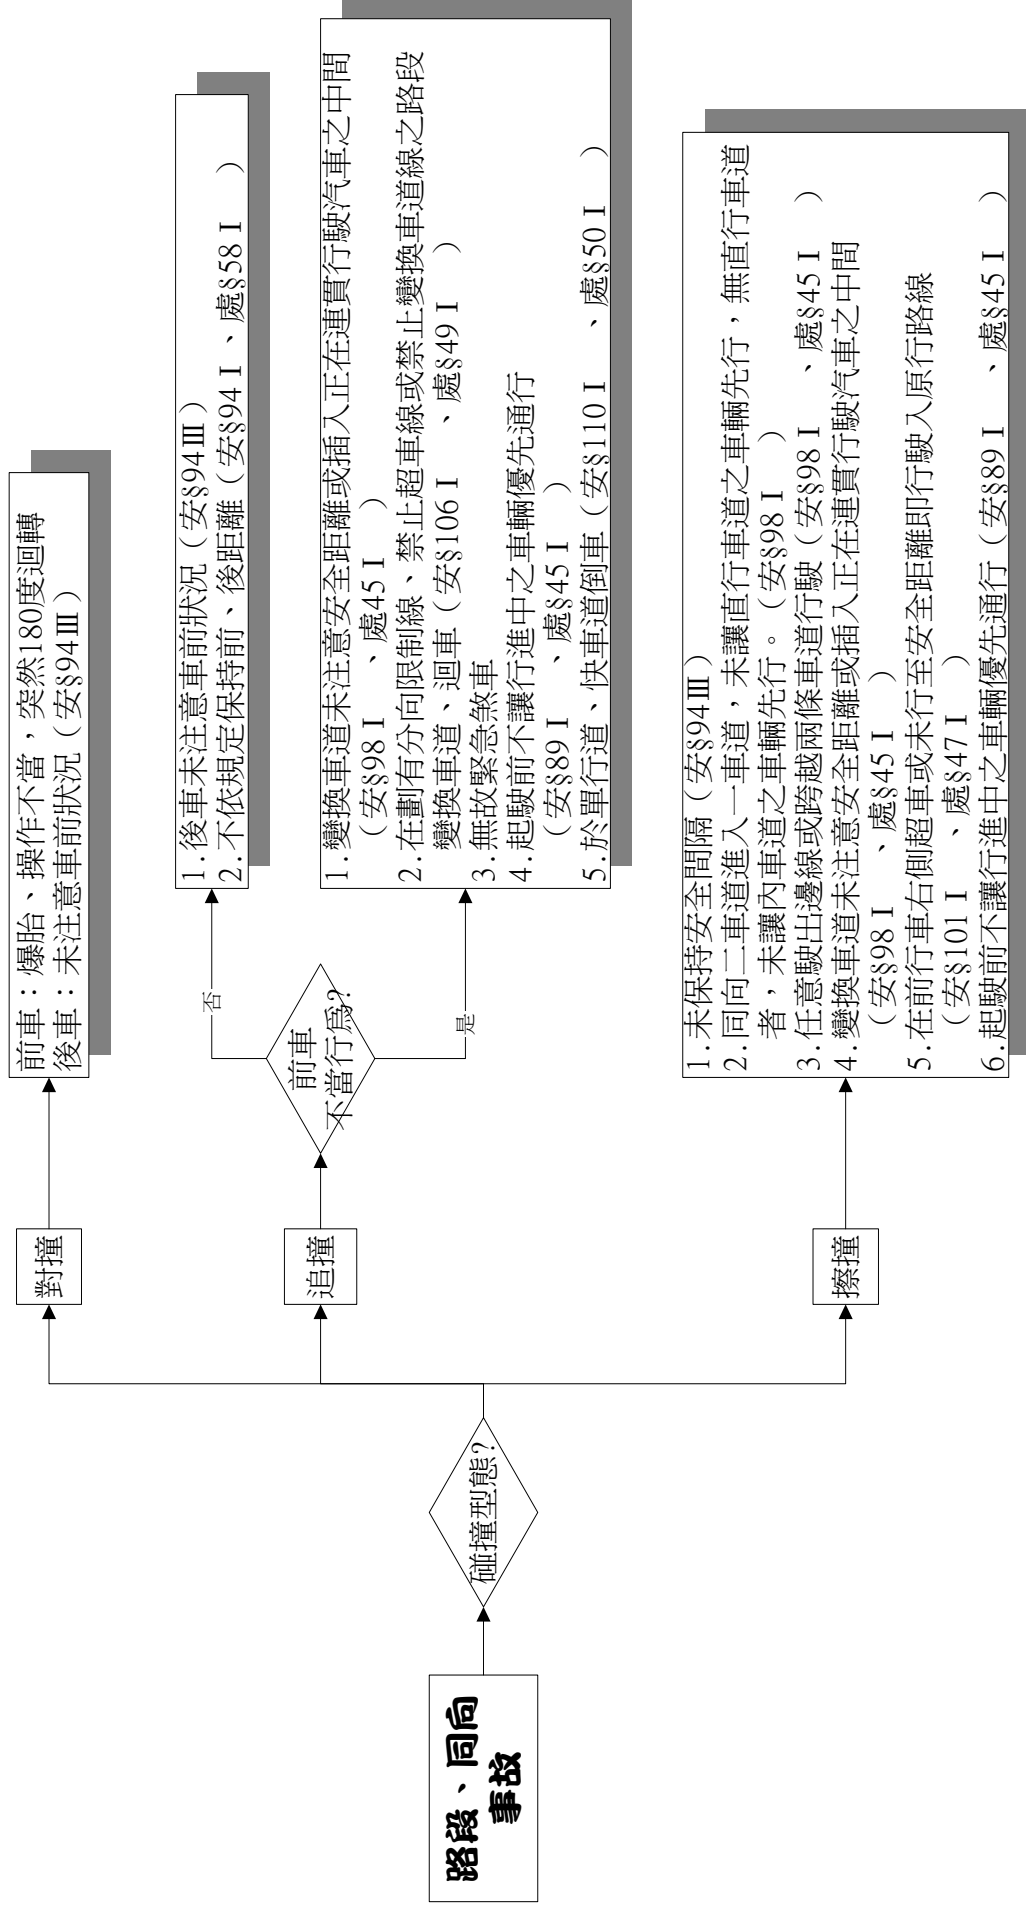 路段、同向
事故
碰撞型態?
對撞
前車：爆胎、操作不當，突然180度迴轉
後車：未注意車前狀況（安§94Ⅲ）
追撞
前車
不當行為?
否
1.後車未注意車前狀況（安§94Ⅲ）
2.不依規定保持前、後距離（安§94Ⅰ、處§58Ⅰ）
是
1.變換車道未注意安全距離或插入正在連貫行駛汽車之中間
（安§98Ⅰ、處45Ⅰ）
2.在劃有分向限制線、禁止超車線或禁止變換車道線之路段
變換車道、迴車（安§106Ⅰ、處§49Ⅰ）
3.無故緊急煞車
4.起駛前不讓行進中之車輛優先通行
（安§89Ⅰ、處§45Ⅰ）
5.於單行道、快車道倒車（安§110Ⅰ、處§50Ⅰ）
擦撞
1.未保持安全間隔（安§94Ⅲ）
2.同向二車道進入一車道，未讓直行車道之車輛先行，無直行車道
者，未讓內車道之車輛先行。（安§98Ⅰ）
3.任意駛出邊線或跨越兩條車道行駛（安§98Ⅰ、處§45Ⅰ）
4.變換車道未注意安全距離或插入正在連貫行駛汽車之中間
（安§98Ⅰ、處§45Ⅰ）
5.在前行車右側超車或未行至安全距離即行駛入原行路線
（安§101Ⅰ、處§47Ⅰ）
6.起駛前不讓行進中之車輛優先通行（安§89Ⅰ、處§45Ⅰ）